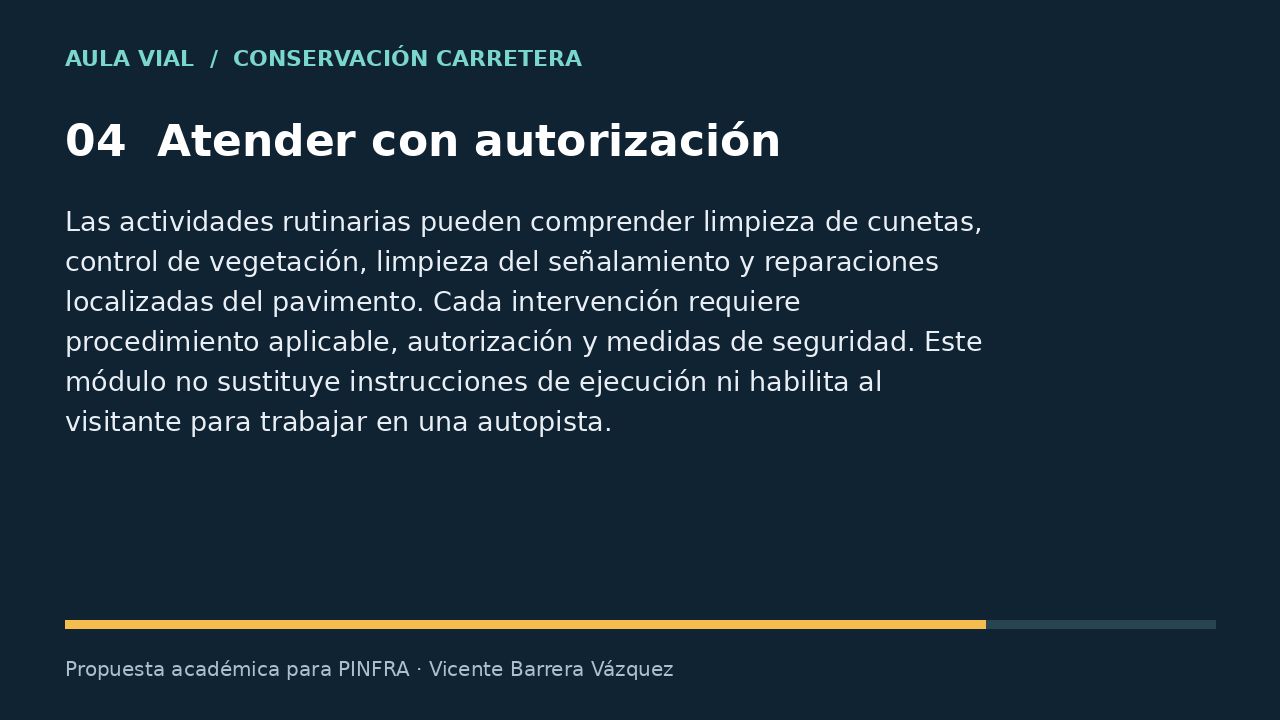 AULA VIAL / CONSERVACIÓN CARRETERA
04 Atender con autorización
Las actividades rutinarias pueden comprender limpieza de cunetas,
control de vegetación, limpieza del señalamiento y reparaciones
localizadas del pavimento. Cada intervención requiere
procedimiento aplicable, autorización y medidas de seguridad. Este
módulo no sustituye instrucciones de ejecución ni habilita al
visitante para trabajar en una autopista.
Propuesta académica para PINFRA · Vicente Barrera Vázquez